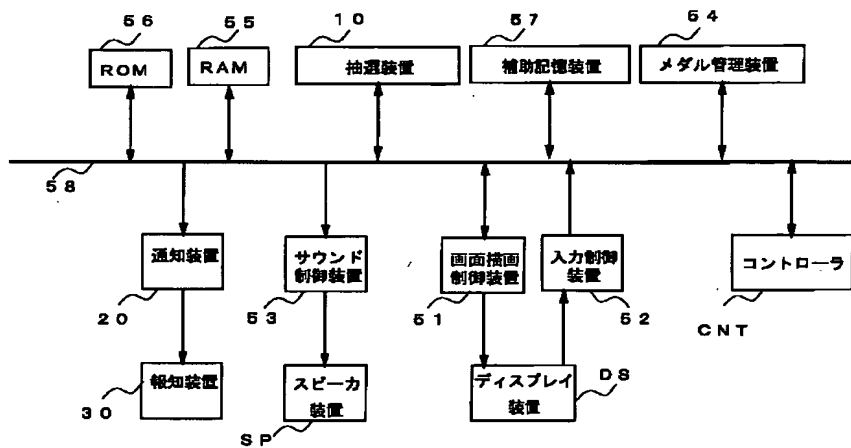 56
ROM
55
RAM
10
抽選装置
57
補助記憶装置
54
メダル管理装置
58
通知装置
20
サウンド
制御装置
53
画面描画
制御装置
51
入力制御
装置
52
コントローラ
CNT
報知装置
30
スピーカ
装置
SP
ディスプレイ
装置
DS